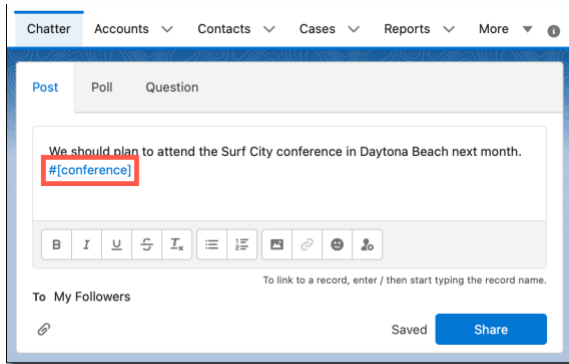 Chatter Accounts Contacts Cases Reports More
Post Poll Question
We should plan to attend the Surf City conference in Daytona Beach next month.
#[conference]
B I U S Tx
To link to a record, enter / then start typing the record name.
To My Followers
Saved Share